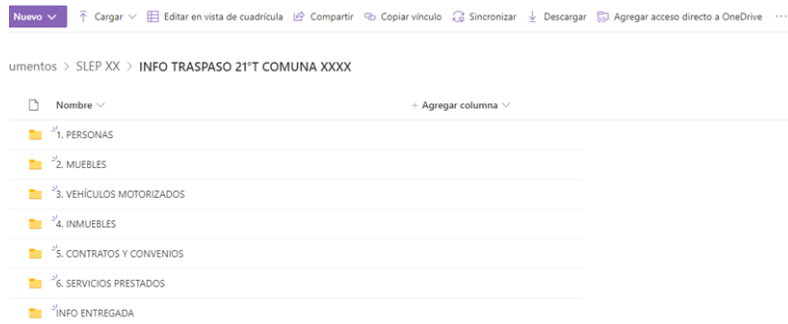 Nuevo Cargar Editar en vista de cuadrícula Compartir Copiar vínculo Sincronizar Descargar Agregar acceso directo a OneDrive ...
umentos > SLEP XX > INFO TRASPASO 21°T COMUNA XXXX
Nombre + Agregar columna
1. PERSONAS
2. MUEBLES
3. VEHÍCULOS MOTORIZADOS
4. INMUEBLES
5. CONTRATOS Y CONVENIOS
6. SERVICIOS PRESTADOS
INFO ENTREGADA